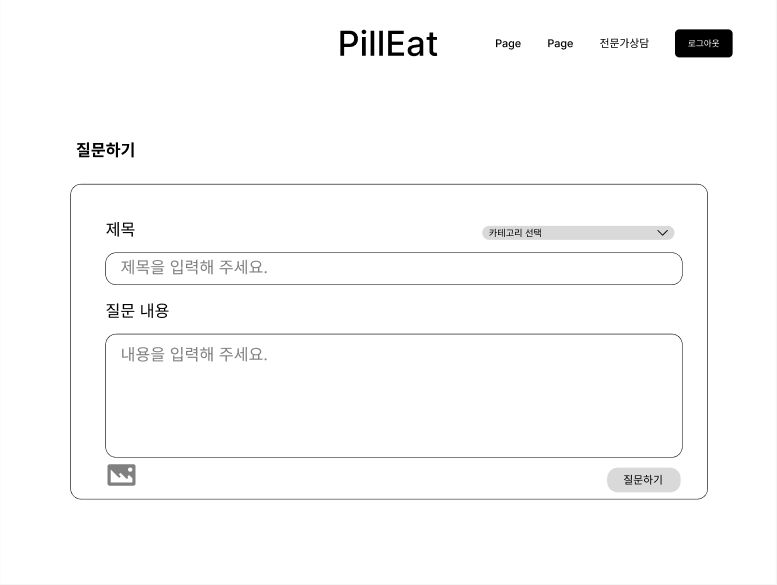 PillEat
Page
Page
전문가상담
로그아웃
질문하기
제목
카테고리 선택
제목을 입력해 주세요.
질문 내용
내용을 입력해 주세요.
질문하기